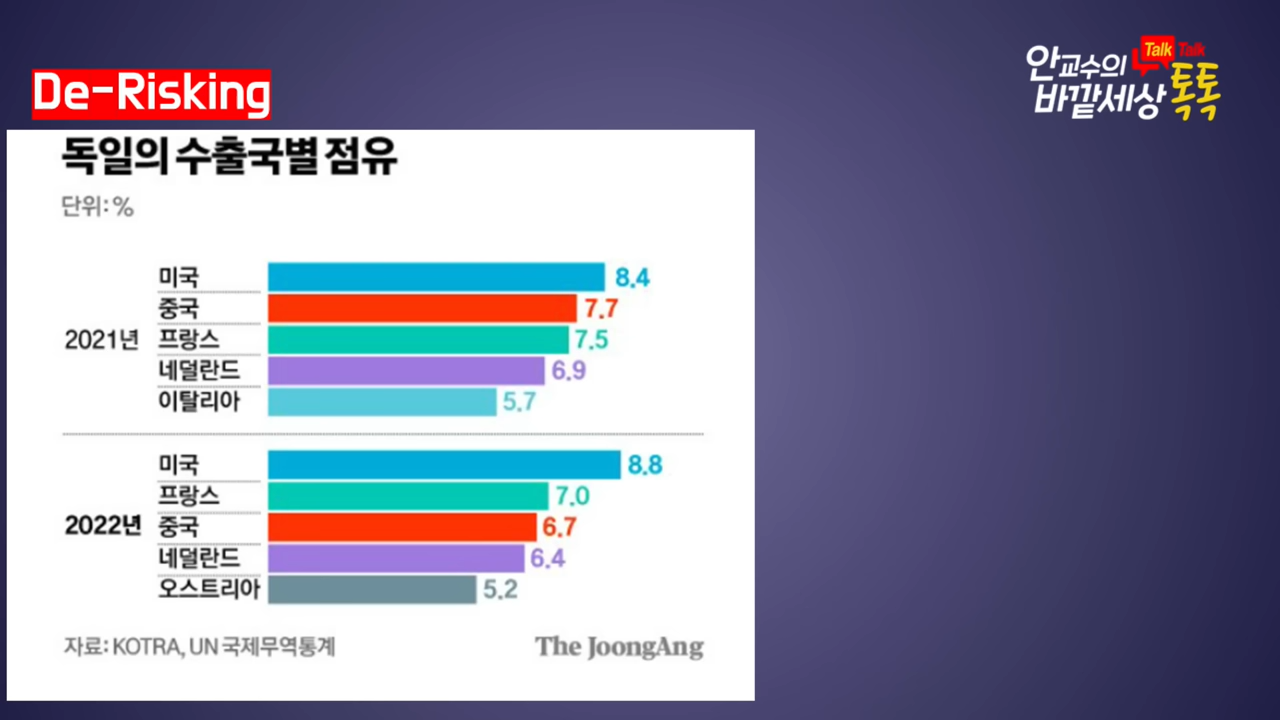 De-Risking
안교수의 Talk Talk
바깥세상 톡톡
독일의 수출국별 점유
단위: %
2021년
미국 8.4
중국 7.7
프랑스 7.5
네덜란드 6.9
이탈리아 5.7
2022년
미국 8.8
프랑스 7.0
중국 6.7
네덜란드 6.4
오스트리아 5.2
자료: KOTRA, UN 국제무역통계
The JoongAng